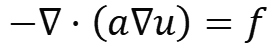 −∇ · (a∇u) = f